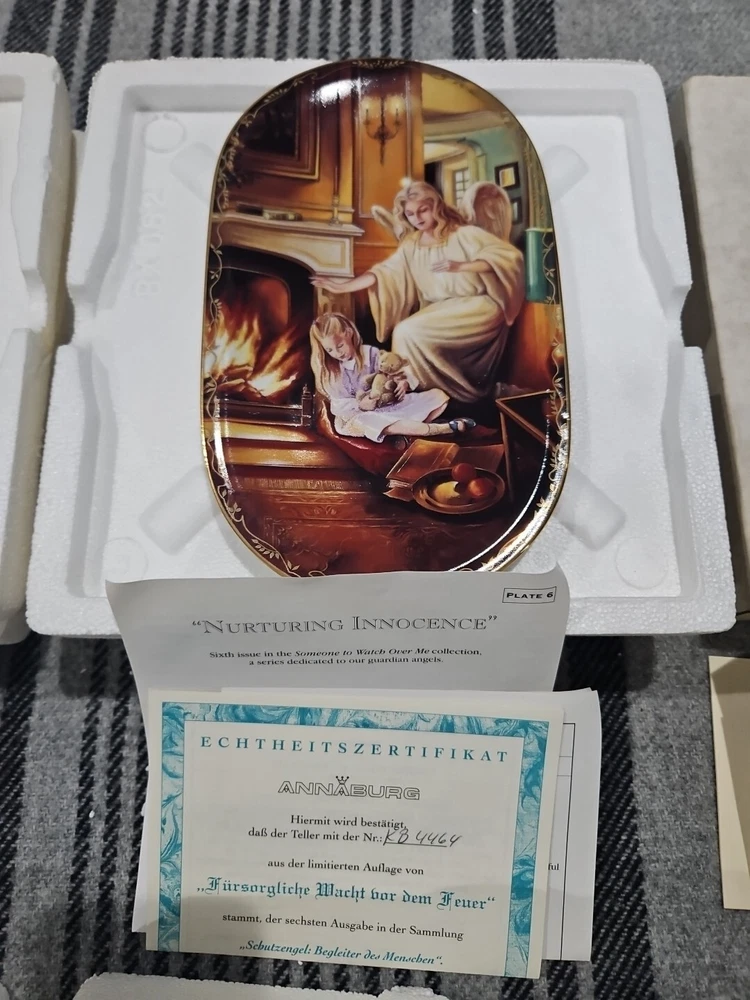 PLATE 6
"NURTURING INNOCENCE"
Sixth issue in the Someone to Watch Over Me collection,
a series dedicated to our guardian angels.
ECHTHEITSZERTIFIKAT
ANNABURG
Hiermit wird bestätigt,
daß der Teller mit der Nr.: KB 4464
aus der limitierten Auflage von
„Fürsorgliche Wacht vor dem Feuer“
stammt, der sechsten Ausgabe in der Sammlung
„Schutzengel: Begleiter des Menschen“.
ful